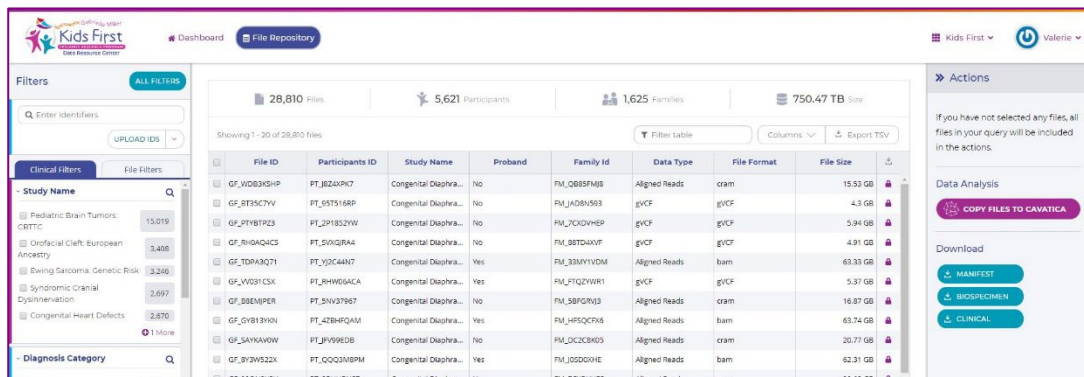 Gabriella Miller
Kids First
PEDIATRIC RESEARCH PROGRAM
Data Resource Center
Dashboard
File Repository
Kids First
Valerie
Filters
ALL FILTERS
Enter Identifiers
UPLOAD IDS
Clinical Filters
File Filters
Study Name
Pediatric Brain Tumors: CBTTC
15,019
Orofacial Cleft: European Ancestry
3,408
Ewing Sarcoma: Genetic Risk
3,246
Syndromic Cranial Dysinnervation
2,697
Congenital Heart Defects
2,670
1 More
Diagnosis Category
28,810 Files
5,621 Participants
1,625 Families
750.47 TB Size
Showing 1 - 20 of 28,810 files
Filter table
Columns
Export TSV
File ID Participants ID Study Name Proband Family Id Data Type File Format File Size
GF_WDB3KSHP PT_J8Z4XPK7 Congenital Diaphra... No FM_QB85FMJ8 Aligned Reads cram 15.53 GB
GF_BT35C7YV PT_95T516RP Congenital Diaphra... No FM_JAD8N593 gVCF gVCF 4.3 GB
GF_PTYBTPZ3 PT_2P1852YW Congenital Diaphra... No FM_7CXDVHEP gVCF gVCF 5.94 GB
GF_RH0AQ4CS PT_SVXGJRA4 Congenital Diaphra... No FM_88TD4XVF gVCF gVCF 4.91 GB
GF_TDPA3Q71 PT_YJ2C44N7 Congenital Diaphra... Yes FM_33MY1VDM Aligned Reads bam 63.33 GB
GF_VV031CSX PT_RHW06ACA Congenital Diaphra... Yes FM_FTQZYWR1 gVCF gVCF 5.37 GB
GF_B8EMJPER PT_5NV37967 Congenital Diaphra... No FM_5BFGRVJ3 Aligned Reads cram 16.87 GB
GF_GYB13YKN PT_4ZBHFQAM Congenital Diaphra... Yes FM_HFSQCFX6 Aligned Reads bam 63.74 GB
GF_SAYKAV0W PT_JFV99EDB Congenital Diaphra... No FM_DC2C8K05 Aligned Reads cram 20.77 GB
GF_8Y3W522X PT_QQQ3M8PM Congenital Diaphra... Yes FM_J0SD0XHE Aligned Reads bam 62.31 GB
Actions
If you have not selected any files, all
files in your query will be included
in the actions.
Data Analysis
COPY FILES TO CAVATICA
Download
MANIFEST
BIOSPECIMEN
CLINICAL